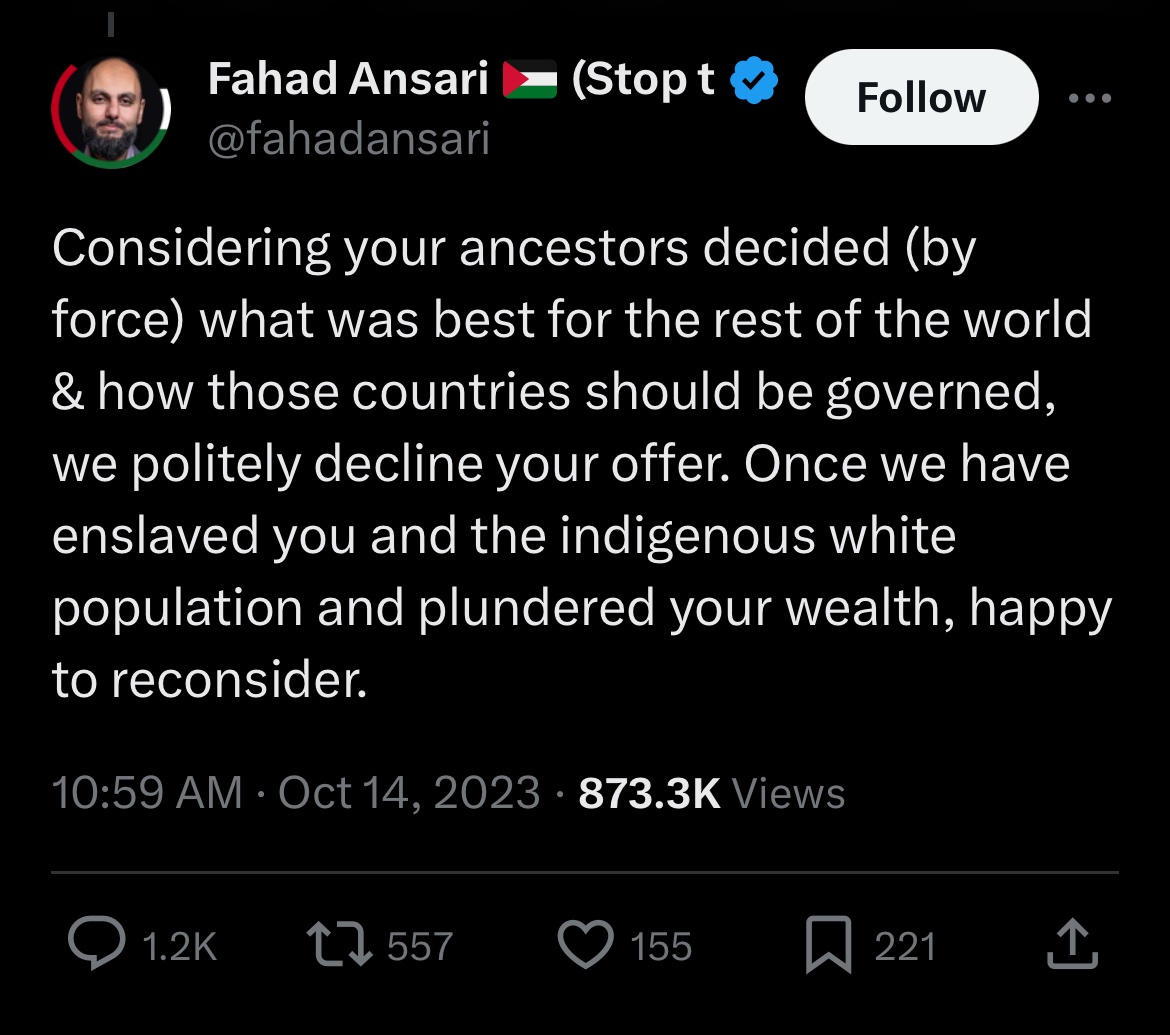 Fahad Ansari 🇵🇸 (Stop t
Follow
@fahadansari
Considering your ancestors decided (by
force) what was best for the rest of the world
& how those countries should be governed,
we politely decline your offer. Once we have
enslaved you and the indigenous white
population and plundered your wealth, happy
to reconsider.
10:59 AM · Oct 14, 2023 · 873.3K Views
1.2K 557 155 221